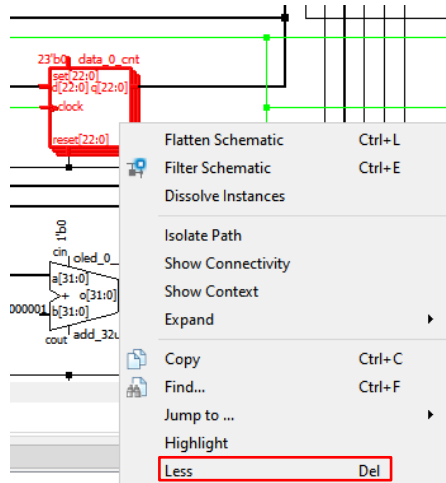 23'b0 data_0_cnt
set[22:0]
d[22:0] q[22:0]
clock
reset[22:0]
1'b0
cin oled_0_
a[31:0]
+ o[31:0]
000001 b[31:0]
cout add_32u
Flatten Schematic Ctrl+L
Filter Schematic Ctrl+E
Dissolve Instances
Isolate Path
Show Connectivity
Show Context
Expand
Copy Ctrl+C
Find... Ctrl+F
Jump to ...
Highlight
Less Del